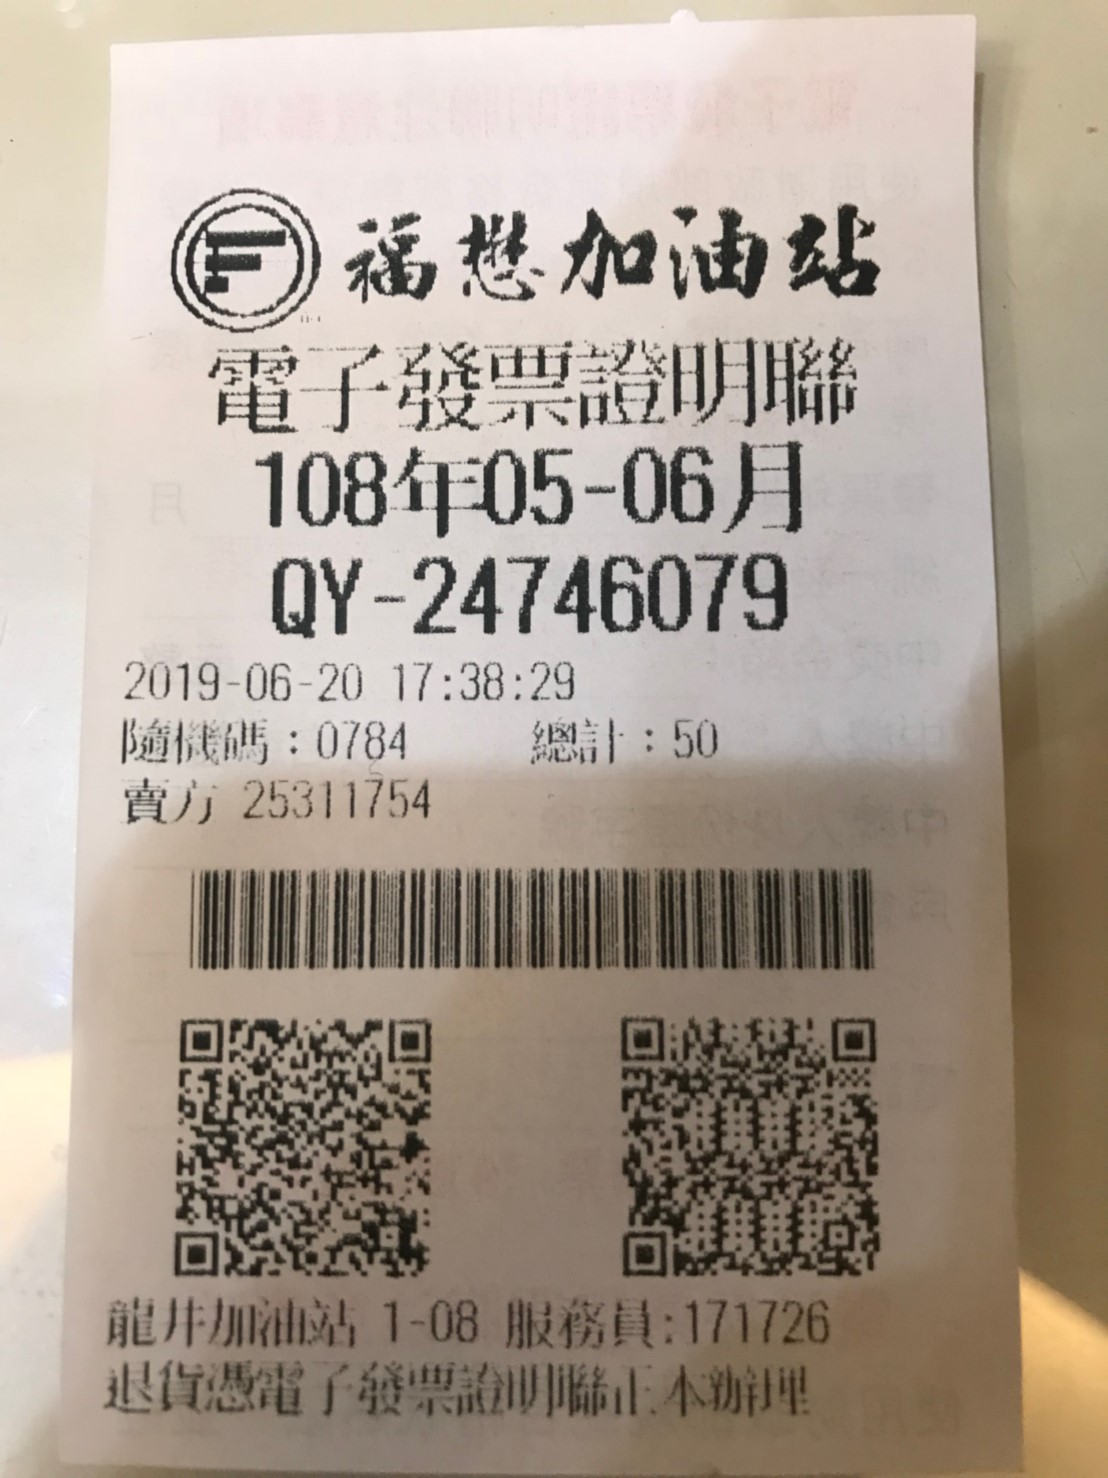 福懋加油站
電子發票證明聯
108年05-06月
QY-24746079
2019-06-20 17:38:29
隨機碼：0784 總計：50
賣方 25311754
龍井加油站 1-08 服務員:171726
退貨憑電子發票證明聯正本辦理